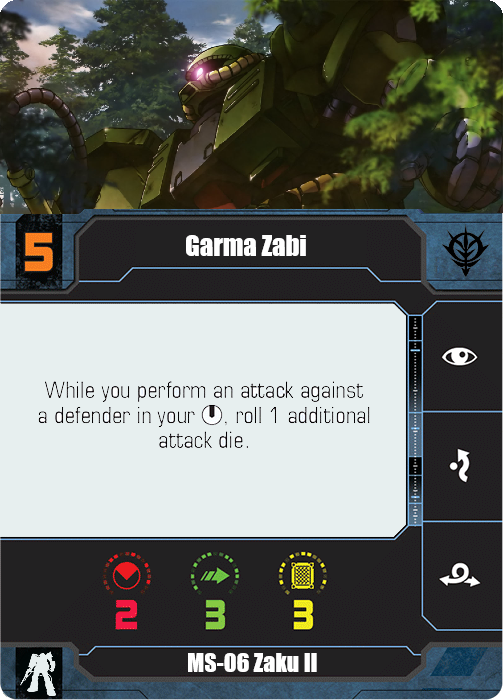 5
Garma Zabi
While you perform an attack against
a defender in your , roll 1 additional
attack die.
2 3 3
MS-06 Zaku II